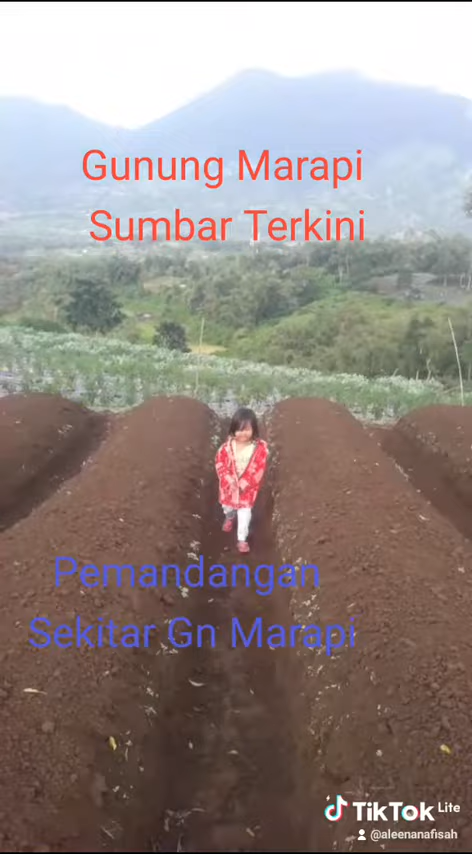 Gunung Marapi
Sumbar Terkini
Pemandangan
Sekitar Gn Marapi
TikTok Lite
@aleenanafisah